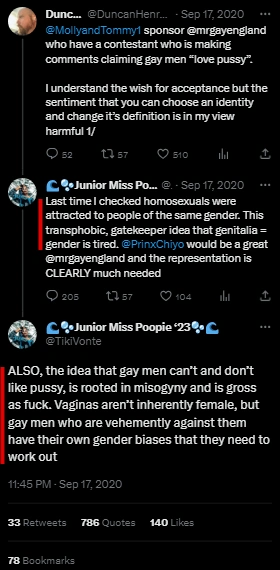 Dunc... @DuncanHenr... · Sep 17, 2020 ···
@MollyandTommy1 sponsor @mrgayengland
who have a contestant who is making
comments claiming gay men “love pussy”.
I understand the wish for acceptance but the
sentiment that you can choose an identity
and change it’s definition is in my view
harmful 1/
52 57 510
Junior Miss Po... @. · Sep 17, 2020 ···
Last time I checked homosexuals were
attracted to people of the same gender. This
transphobic, gatekeeper idea that genitalia =
gender is tired. @PrinxChiyo would be a great
@mrgayengland and the representation is
CLEARLY much needed
205 57 104
Junior Miss Poopie ‘23
@TikiVonte
ALSO, the idea that gay men can’t and don’t
like pussy, is rooted in misogyny and is gross
as fuck. Vaginas aren’t inherently female, but
gay men who are vehemently against them
have their own gender biases that they need to
work out
11:45 PM · Sep 17, 2020
33 Retweets 786 Quotes 140 Likes
78 Bookmarks